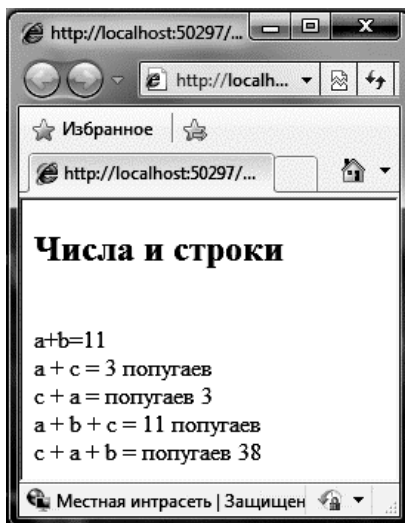 http://localhost:50297/...
http://localh...
Избранное
http://localhost:50297/...
Числа и строки
a+b=11
a + c = 3 попугаев
c + a = попугаев 3
a + b + c = 11 попугаев
c + a + b = попугаев 38
Местная интрасеть | Защищен